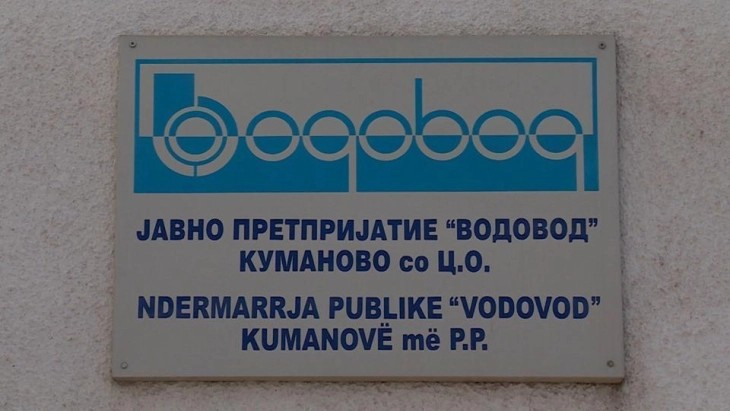 водовод
ЈАВНО ПРЕТПРИЈАТИЕ “ВОДОВОД”
КУМАНОВО со Ц.О.
NDERMARRJA PUBLIKE “VODOVOD”
KUMANOVË më P.P.